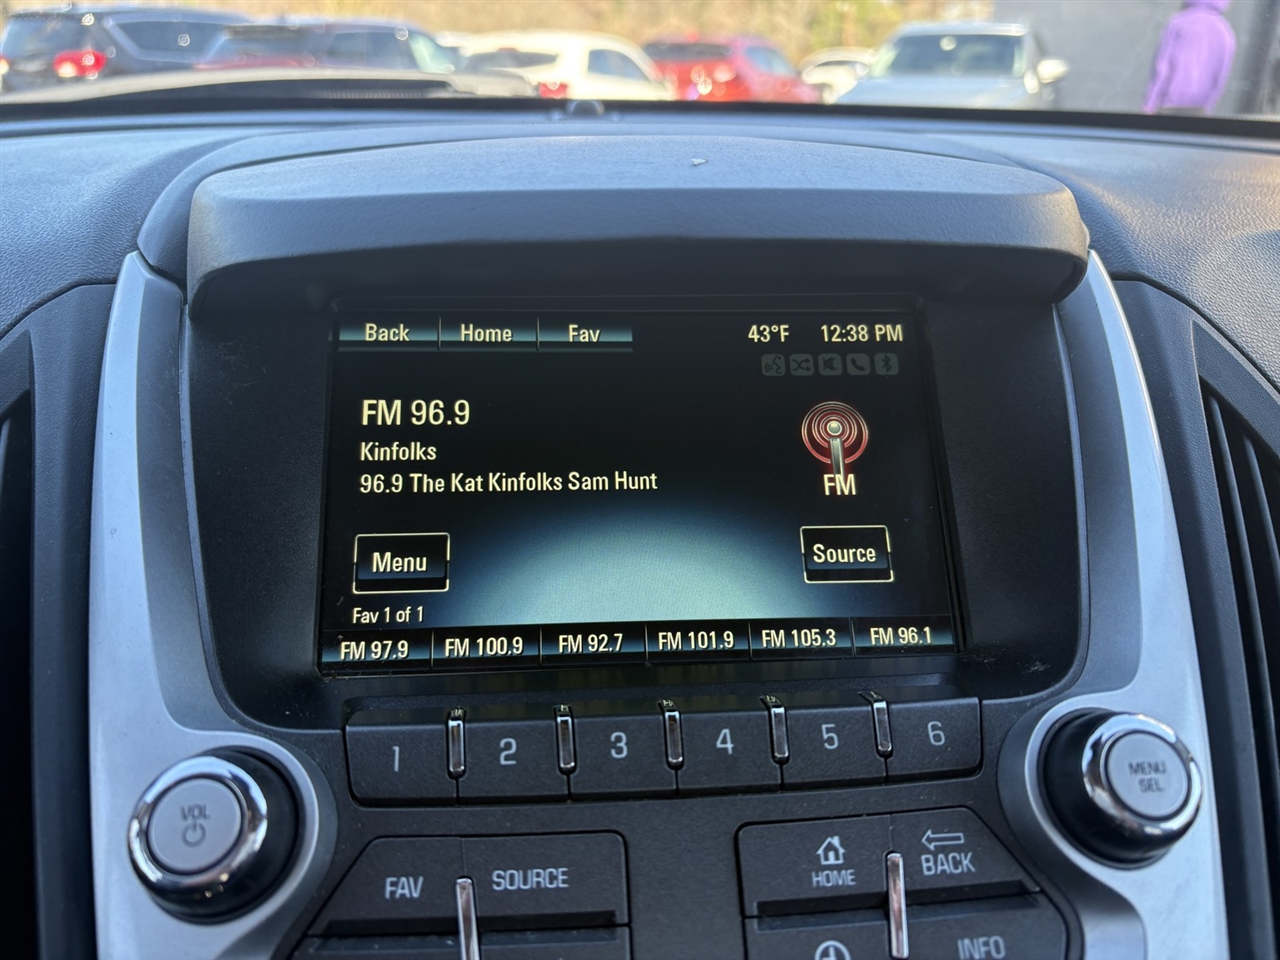 Back Home Fav 43°F 12:38 PM
FM 96.9
Kinfolks
96.9 The Kat Kinfolks Sam Hunt
FM
Menu Source
Fav 1 of 1
FM 97.9 FM 100.9 FM 92.7 FM 101.9 FM 105.3 FM 96.1
1 2 3 4 5 6
VOL
MENU
SEL
FAV SOURCE
HOME BACK
INFO